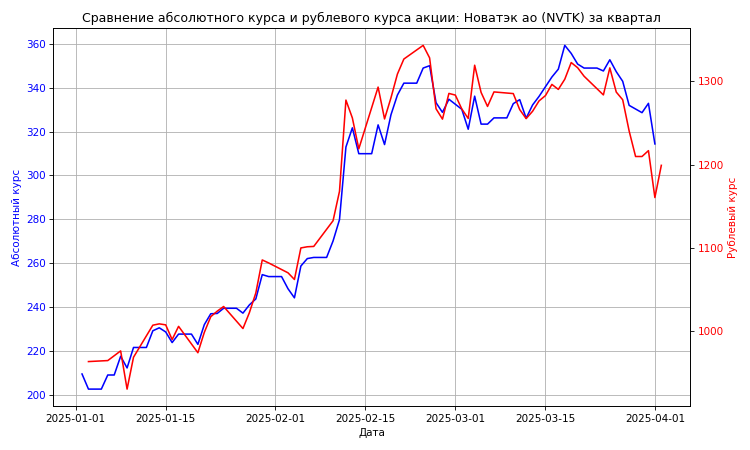 Сравнение абсолютного курса и рублевого курса акции: Новатэк ао (NVTK) за квартал
360
340
320
300
280
260
240
220
200
Абсолютный курс
1300
1200
1100
1000
Рублевый курс
2025-01-01 2025-01-15 2025-02-01 2025-02-15 2025-03-01 2025-03-15 2025-04-01
Дата